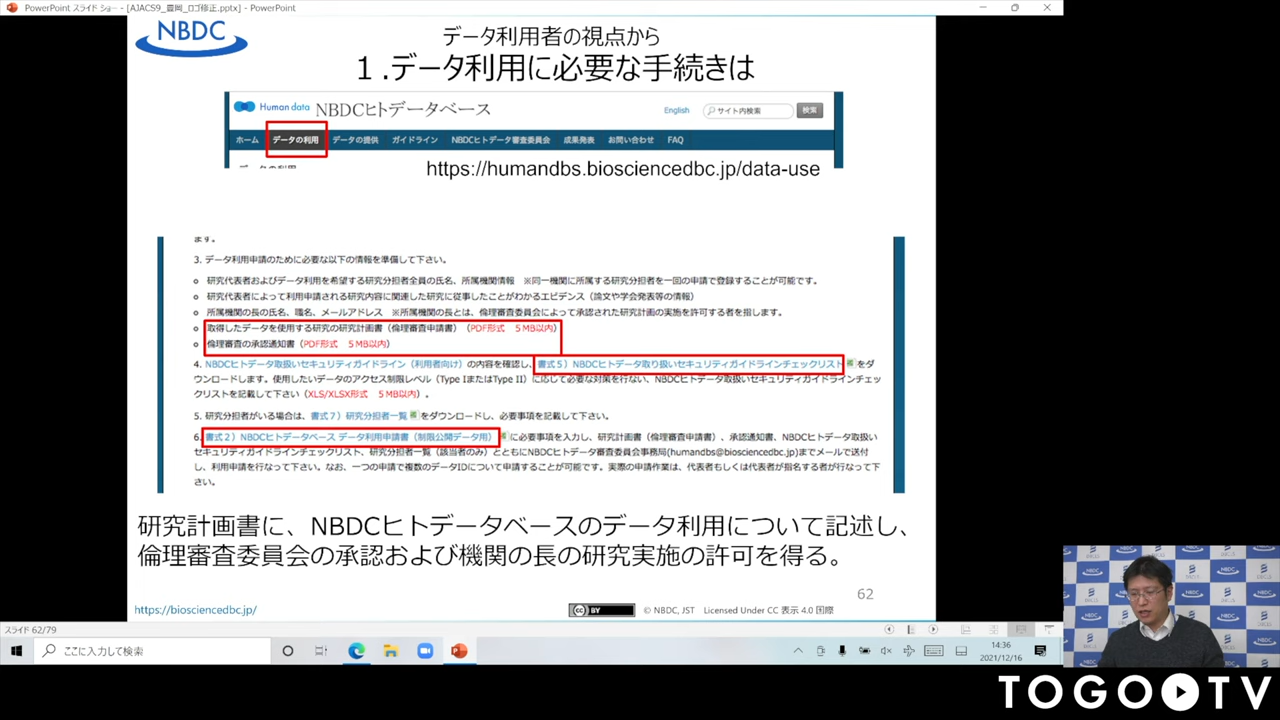 PowerPoint スライド ショー - [AJACS9_豊岡_ロゴ修正.pptx] - PowerPoint
NBDC
データ利用者の視点から
１.データ利用に必要な手続きは
Human data NBDCヒトデータベース
English
サイト内検索
検索
ホーム データの利用 データの提供 ガイドライン NBDCヒトデータ審査委員会 成果発表 お問い合わせ FAQ
https://humandbs.biosciencedbc.jp/data-use
ます。
3. データ利用申請のために必要な以下の情報を準備して下さい。
研究代表者およびデータ利用を希望する研究分担者全員の氏名、所属機関情報 ※同一機関に所属する研究分担者を一回の申請で登録することが可能です。
研究代表者によって利用申請される研究内容に関連した研究に従事したことがわかるエビデンス（論文や学会発表等の情報）
所属機関の長の氏名、職名、メールアドレス ※所属機関の長とは、倫理審査委員会によって承認された研究計画の実施を許可する者を指します。
取得したデータを使用する研究の研究計画書（倫理審査申請書）（PDF形式 5 MB以内）
倫理審査の承認通知書（PDF形式 5 MB以内）
4. NBDCヒトデータ取扱いセキュリティガイドライン（利用者向け）の内容を確認し、書式５）NBDCヒトデータ取り扱いセキュリティガイドラインチェックリスト をダ
ウンロードします。使用したいデータのアクセス制限レベル（Type IまたはType II）に応じて必要な対策を行ない、NBDCヒトデータ取扱いセキュリティガイドラインチェッ
クリストを記載して下さい（XLS/XLSX形式 5 MB以内）。
5. 研究分担者がいる場合は、書式７）研究分担者一覧 をダウンロードし、必要事項を記載して下さい。
6. 書式２）NBDCヒトデータベース データ利用申請書（制限公開データ用） に必要事項を入力し、研究計画書（倫理審査申請書）、承認通知書、NBDCヒトデータ取扱い
セキュリティガイドラインチェックリスト、研究分担者一覧（該当者のみ）とともにNBDCヒトデータ審査委員会事務局(humandbs@biosciencedbc.jp)までメールで送付
し、利用申請を行なって下さい。なお、一つの申請で複数のデータIDについて申請することが可能です。実際の申請作業は、代表者もしくは代表者が指名する者が行なって下
さい。
研究計画書に、NBDCヒトデータベースのデータ利用について記述し、
倫理審査委員会の承認および機関の長の研究実施の許可を得る。
62
https://biosciencedbc.jp/
cc BY
© NBDC, JST Licensed Under CC 表示 4.0 国際
スライド 62/79
ここに入力して検索
14:36
2021/12/16
TOGO TV